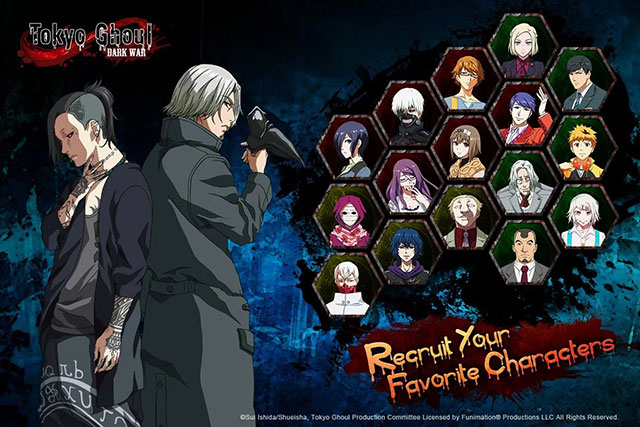 Tokyo Ghoul
DARK WAR
Recruit Your
Favorite Characters
©Sui Ishida/Shueisha, Tokyo Ghoul Production Committee Licensed by Funimation® Productions LLC All Rights Reserved.